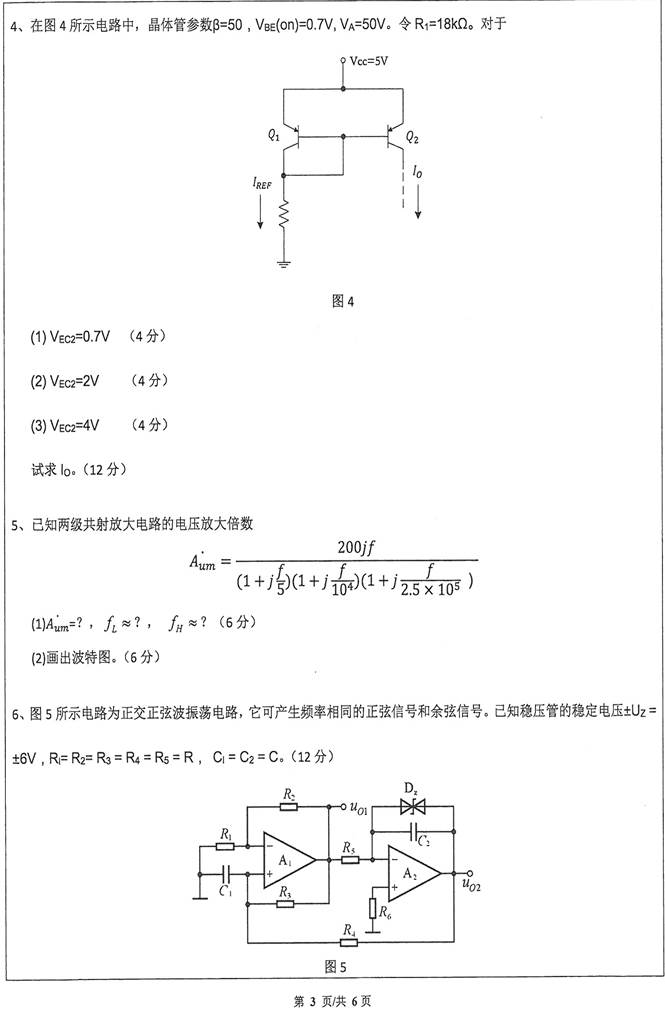 4、在图 4 所示电路中，晶体管参数β=50，VBE(on)=0.7V, VA=50V。令 R1=18kΩ。对于
Vcc=5V
Q1
Q2
IREF
IO
图 4
(1) VEC2=0.7V （4 分）
(2) VEC2=2V （4 分）
(3) VEC2=4V （4 分）
试求 IO。（12 分）
5、已知两级共射放大电路的电压放大倍数
Aum = 200jf / (1 + j f/5)(1 + j f/10^4)(1 + j f/2.5 × 10^5 )
(1)Aum=？， fL ≈？， fH ≈？（6 分）
(2)画出波特图。（6 分）
6、图 5 所示电路为正交正弦波振荡电路，它可产生频率相同的正弦信号和余弦信号。已知稳压管的稳定电压±UZ =
±6V，Ri= R2= R3 = R4 = R5 = R， Ci = C2 = C。（12 分）
R2
uO1
Dz
R1
C2
A1
R5
A2
C1
R3
uO2
R6
R4
图 5
第 3 页/共 6 页